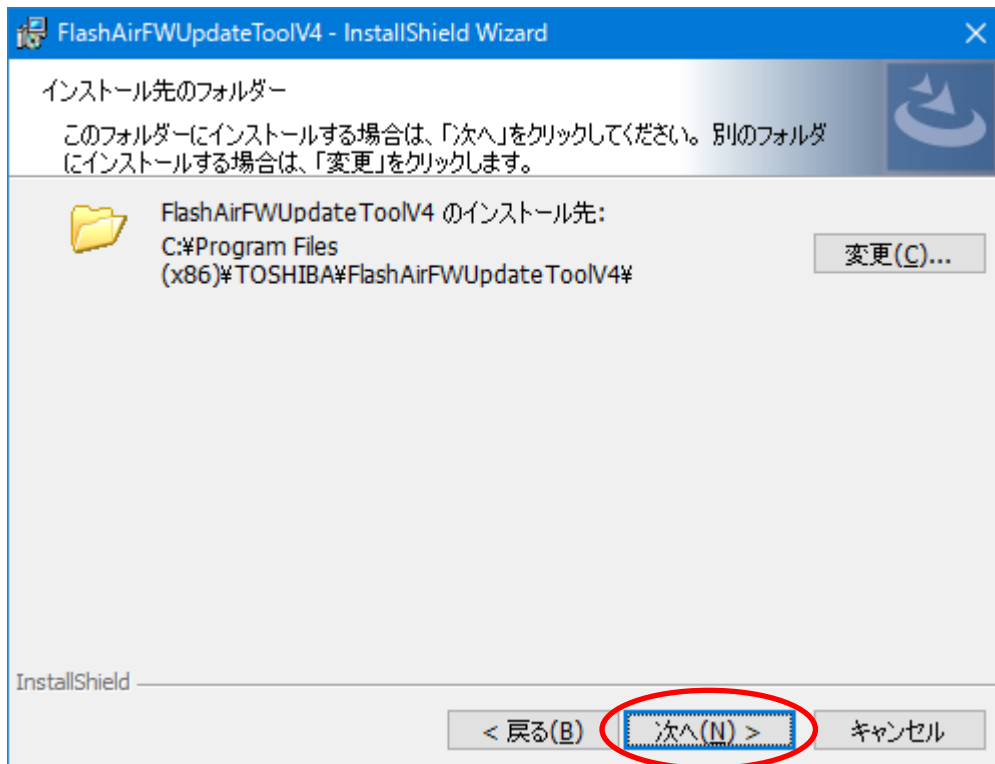 FlashAirFWUpdateToolV4 - InstallShield Wizard
インストール先のフォルダー
このフォルダーにインストールする場合は、「次へ」をクリックしてください。別のフォルダ
にインストールする場合は、「変更」をクリックします。
FlashAirFWUpdateToolV4 のインストール先:
C:¥Program Files
(x86)¥TOSHIBA¥FlashAirFWUpdateToolV4¥
変更(C)...
InstallShield
< 戻る(B)
次へ(N) >
キャンセル